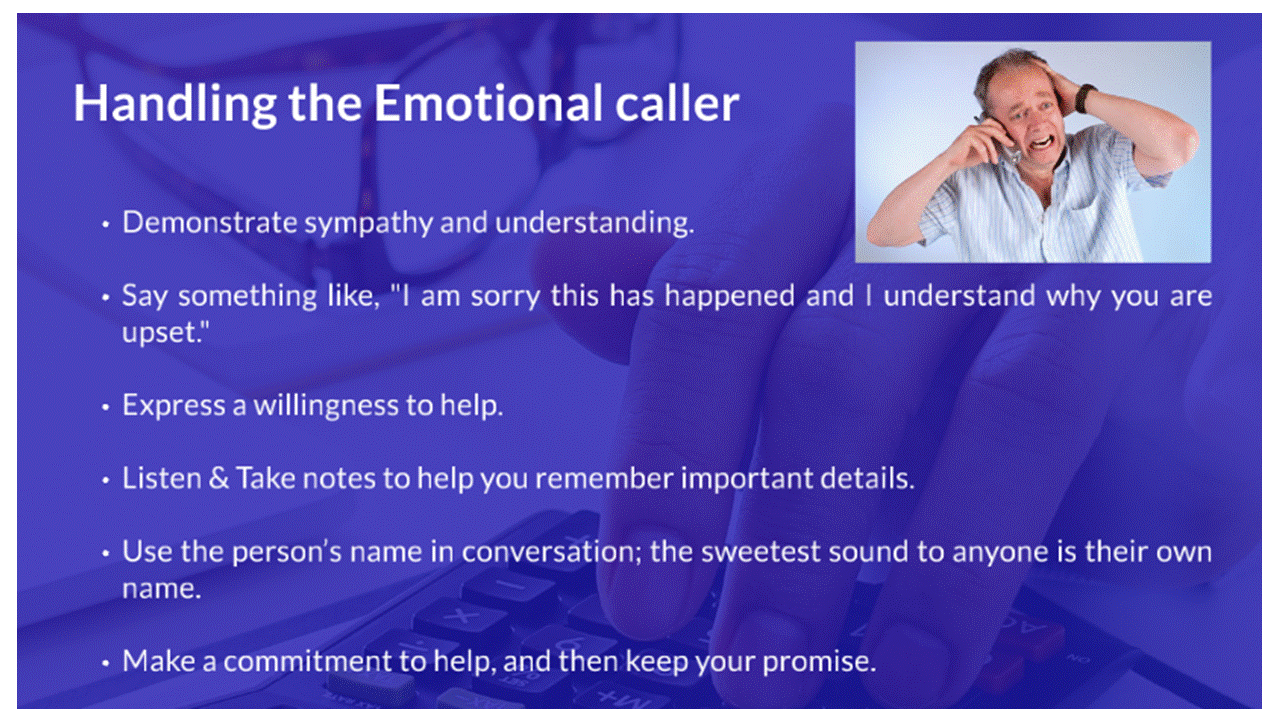 Handling the Emotional caller
• Demonstrate sympathy and understanding.
• Say something like, "I am sorry this has happened and I understand why you are
upset."
• Express a willingness to help.
• Listen & Take notes to help you remember important details.
• Use the person’s name in conversation; the sweetest sound to anyone is their own
name.
• Make a commitment to help, and then keep your promise.
M+
AC
ON